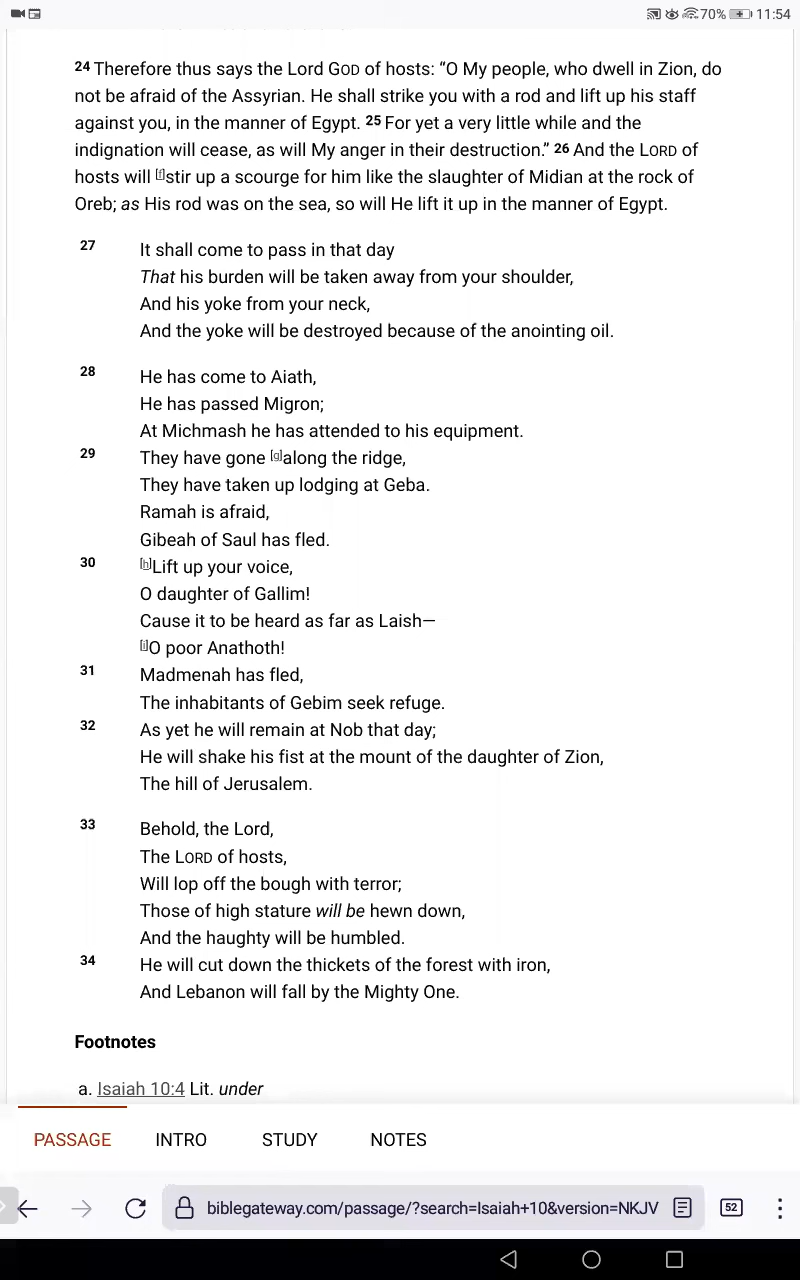 70% 11:54
24 Therefore thus says the Lord GOD of hosts: “O My people, who dwell in Zion, do
not be afraid of the Assyrian. He shall strike you with a rod and lift up his staff
against you, in the manner of Egypt. 25 For yet a very little while and the
indignation will cease, as will My anger in their destruction.” 26 And the LORD of
hosts will [f]stir up a scourge for him like the slaughter of Midian at the rock of
Oreb; as His rod was on the sea, so will He lift it up in the manner of Egypt.
27 It shall come to pass in that day
That his burden will be taken away from your shoulder,
And his yoke from your neck,
And the yoke will be destroyed because of the anointing oil.
28 He has come to Aiath,
He has passed Migron;
At Michmash he has attended to his equipment.
29 They have gone [g]along the ridge,
They have taken up lodging at Geba.
Ramah is afraid,
Gibeah of Saul has fled.
30 [h]Lift up your voice,
O daughter of Gallim!
Cause it to be heard as far as Laish—
[i]O poor Anathoth!
31 Madmenah has fled,
The inhabitants of Gebim seek refuge.
32 As yet he will remain at Nob that day;
He will shake his fist at the mount of the daughter of Zion,
The hill of Jerusalem.
33 Behold, the Lord,
The LORD of hosts,
Will lop off the bough with terror;
Those of high stature will be hewn down,
And the haughty will be humbled.
34 He will cut down the thickets of the forest with iron,
And Lebanon will fall by the Mighty One.
Footnotes
a. Isaiah 10:4 Lit. under
PASSAGE INTRO STUDY NOTES
biblegateway.com/passage/?search=Isaiah+10&version=NKJV 52